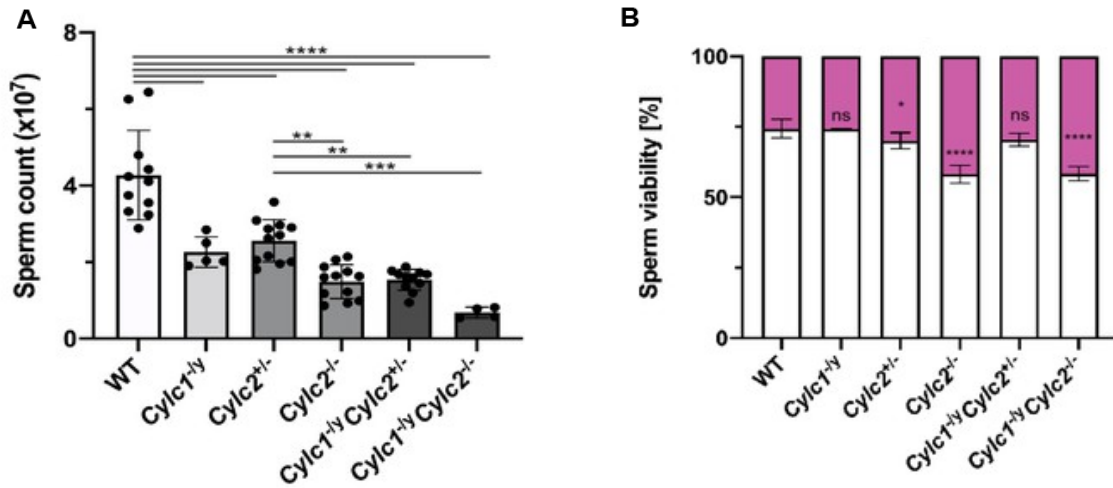 A
Sperm count (x10⁷)
8
4
0
****
**
**
***
WT
Cylc1⁻/ʸ
Cylc2⁺/⁻
Cylc2⁻/⁻
Cylc1⁻/ʸ Cylc2⁺/⁻
Cylc1⁻/ʸ Cylc2⁻/⁻
B
Sperm viability [%]
100
50
0
ns
*
****
ns
****
WT
Cylc1⁻/ʸ
Cylc2⁺/⁻
Cylc2⁻/⁻
Cylc1⁻/ʸ Cylc2⁺/⁻
Cylc1⁻/ʸ Cylc2⁻/⁻